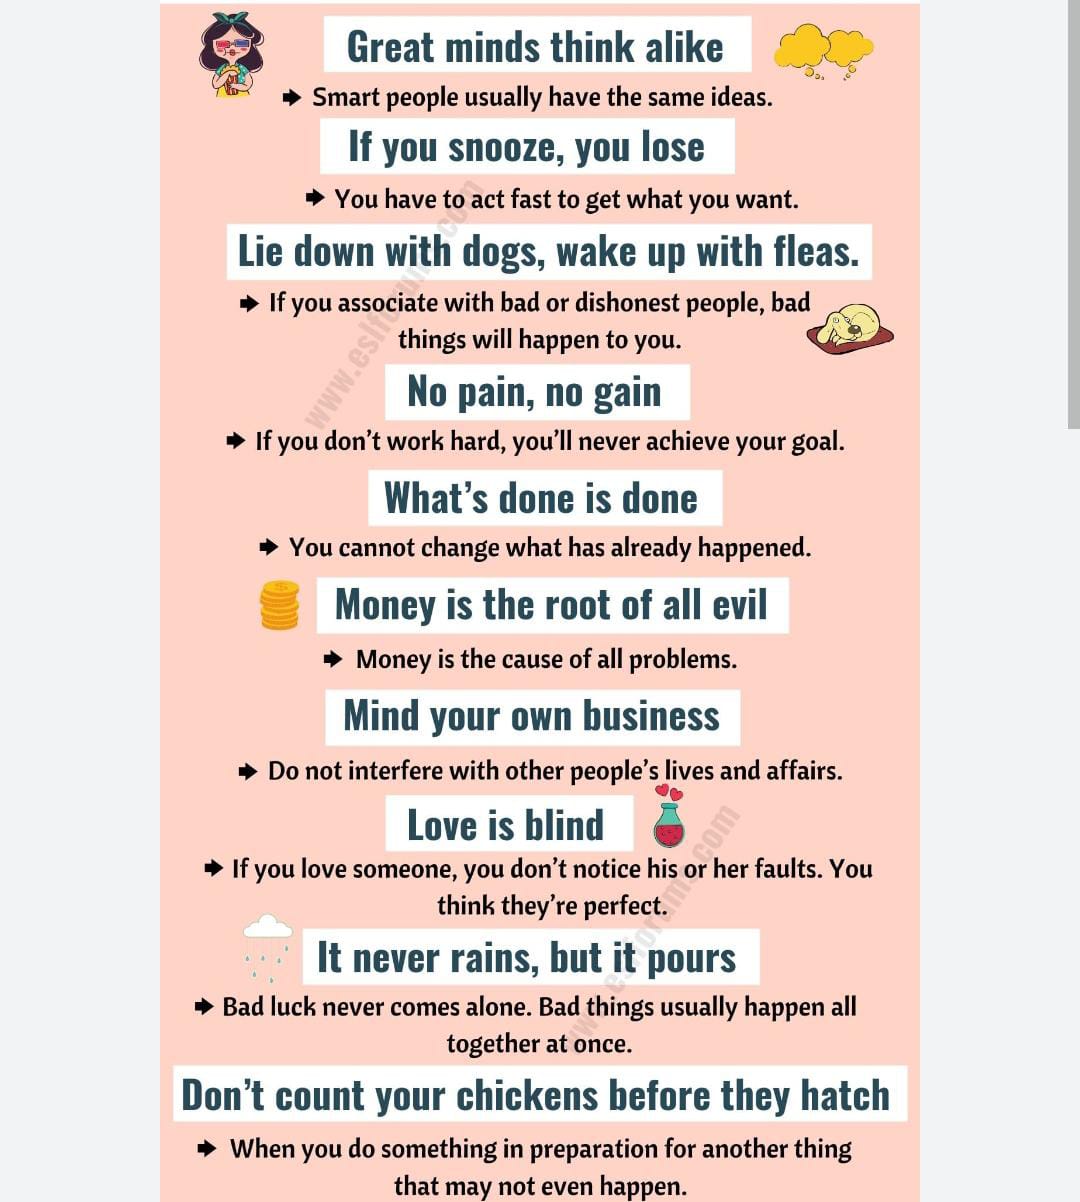 Great minds think alike
Smart people usually have the same ideas.
If you snooze, you lose
You have to act fast to get what you want.
Lie down with dogs, wake up with fleas.
If you associate with bad or dishonest people, bad
things will happen to you.
No pain, no gain
If you don't work hard, you'll never achieve your goal.
What's done is done
You cannot change what has already happened.
Money is the root of all evil
Money is the cause of all problems.
Mind your own business
Do not interfere with other people's lives and affairs.
Love is blind
If you love someone, you don't notice his or her faults. You
think they're perfect.
It never rains, but it pours
Bad luck never comes alone. Bad things usually happen all
together at once.
Don't count your chickens before they hatch
When you do something in preparation for another thing
that may not even happen.